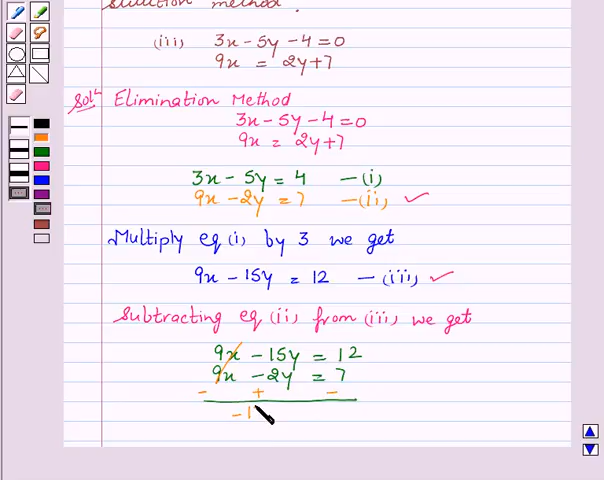 method.
(iii) 3x - 5y - 4 = 0
9x = 2y + 7
Solⁿ Elimination Method
3x - 5y - 4 = 0
9x = 2y + 7
3x - 5y = 4 - (i)
9x - 2y = 7 - (ii) ✓
Multiply eq (i) by 3 we get
9x - 15y = 12 - (iii) ✓
Subtracting eq (ii) from (iii) we get
9x - 15y = 12
9x - 2y = 7
- + -
- 1